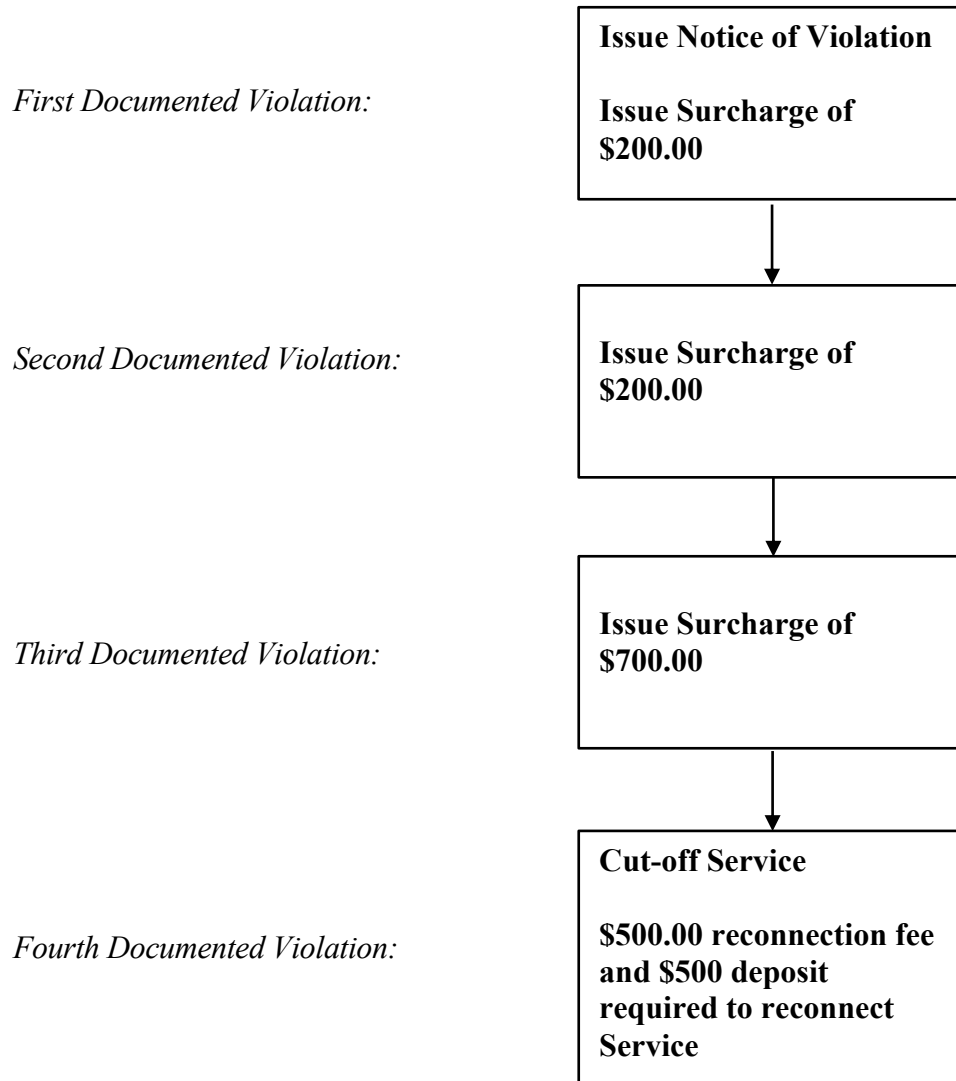 Issue Notice of Violation
First Documented Violation:
Issue Surcharge of
$200.00
Second Documented Violation:
Issue Surcharge of
$200.00
Third Documented Violation:
Issue Surcharge of
$700.00
Cut-off Service
Fourth Documented Violation:
$500.00 reconnection fee
and $500 deposit
required to reconnect
Service